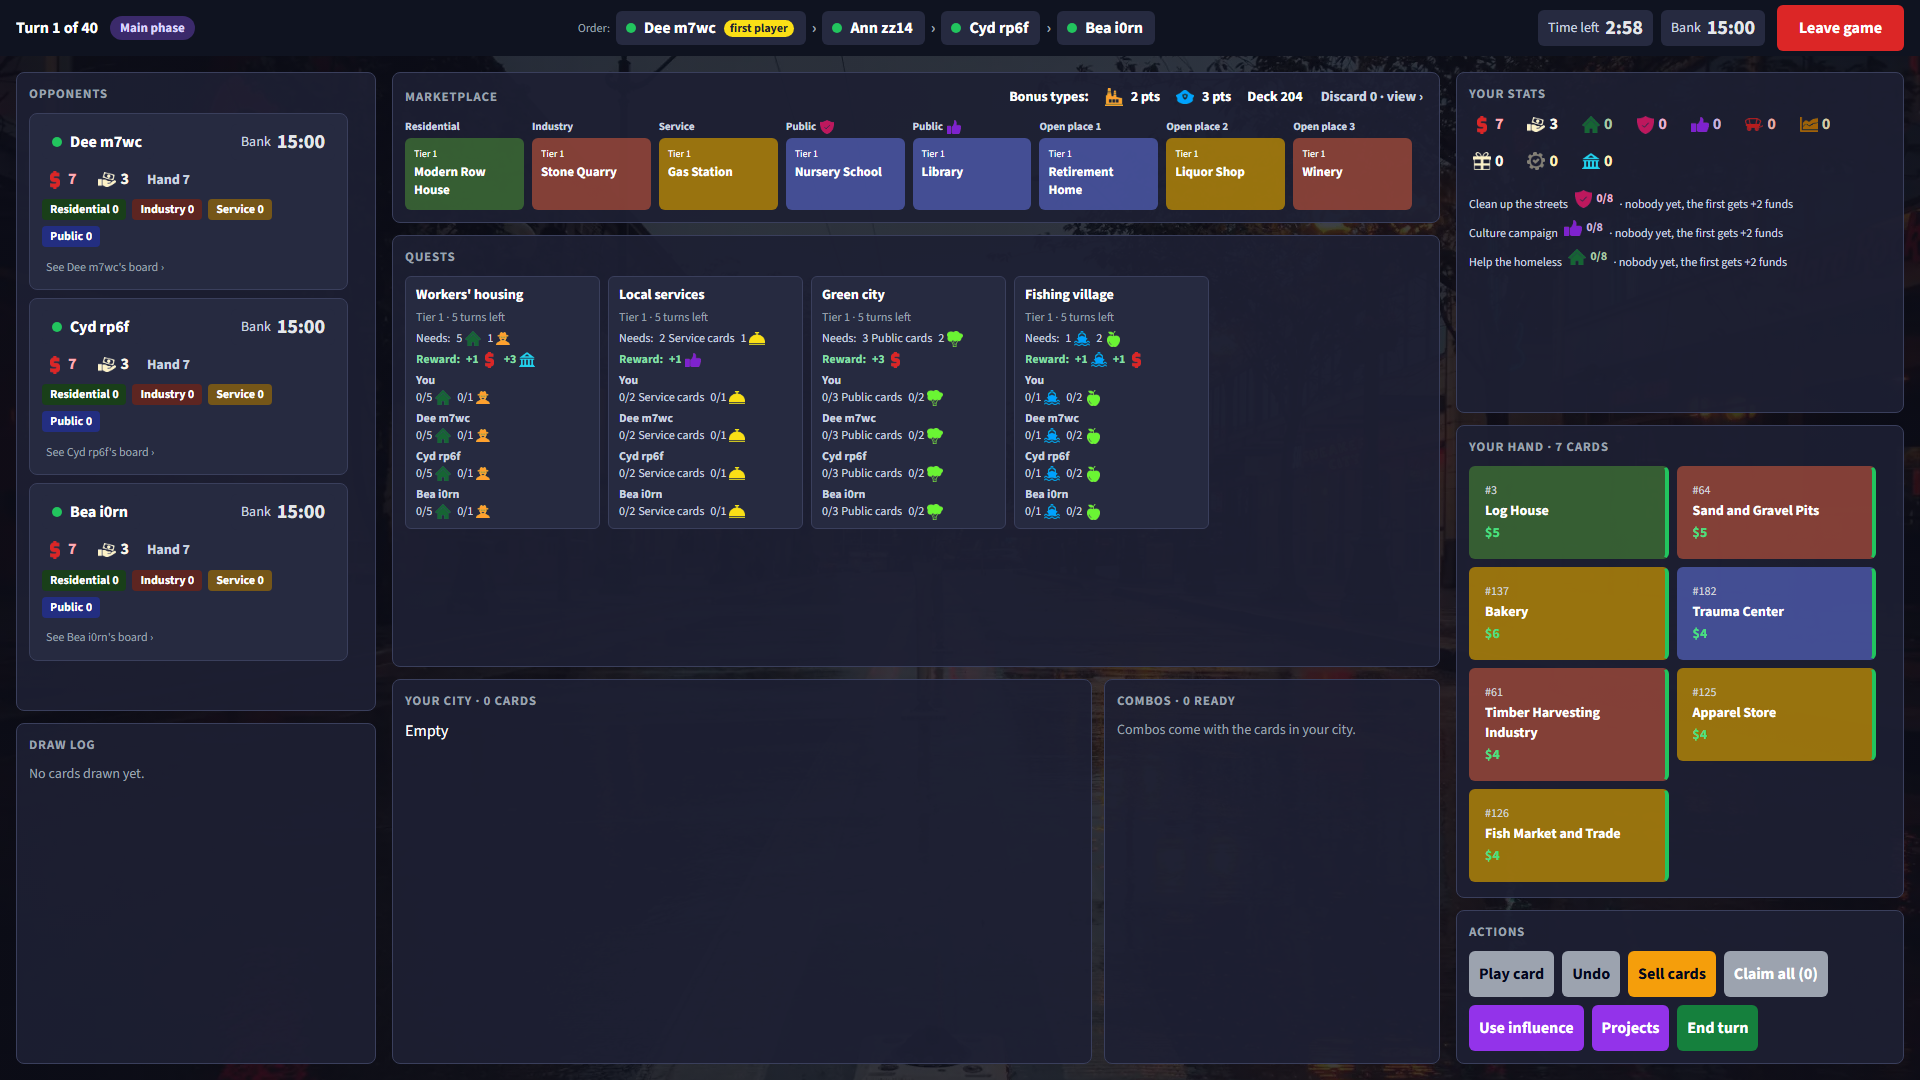 Turn 1 of 40 Main phase
Order: Dee m7wc first player › Ann zz14 › Cyd rp6f › Bea i0rn
Time left 2:58 Bank 15:00 Leave game
OPPONENTS
Dee m7wc Bank 15:00
7 3 Hand 7
Residential 0 Industry 0 Service 0
Public 0
See Dee m7wc's board ›
Cyd rp6f Bank 15:00
7 3 Hand 7
Residential 0 Industry 0 Service 0
Public 0
See Cyd rp6f's board ›
Bea i0rn Bank 15:00
7 3 Hand 7
Residential 0 Industry 0 Service 0
Public 0
See Bea i0rn's board ›
DRAW LOG
No cards drawn yet.
MARKETPLACE
Bonus types: 2 pts 3 pts Deck 204 Discard 0 · view ›
Residential Industry Service Public Public Open place 1 Open place 2 Open place 3
Tier 1 Tier 1 Tier 1 Tier 1 Tier 1 Tier 1 Tier 1 Tier 1
Modern Row Stone Quarry Gas Station Nursery School Library Retirement Liquor Shop Winery
House Home
QUESTS
Workers' housing
Tier 1 · 5 turns left
Needs: 5 1
Reward: +1 $ +3
You
0/5 0/1
Dee m7wc
0/5 0/1
Cyd rp6f
0/5 0/1
Bea i0rn
0/5 0/1
Local services
Tier 1 · 5 turns left
Needs: 2 Service cards 1
Reward: +1
You
0/2 Service cards 0/1
Dee m7wc
0/2 Service cards 0/1
Cyd rp6f
0/2 Service cards 0/1
Bea i0rn
0/2 Service cards 0/1
Green city
Tier 1 · 5 turns left
Needs: 3 Public cards 2
Reward: +3 $
You
0/3 Public cards 0/2
Dee m7wc
0/3 Public cards 0/2
Cyd rp6f
0/3 Public cards 0/2
Bea i0rn
0/3 Public cards 0/2
Fishing village
Tier 1 · 5 turns left
Needs: 1 2
Reward: +1 +1 $
You
0/1 0/2
Dee m7wc
0/1 0/2
Cyd rp6f
0/1 0/2
Bea i0rn
0/1 0/2
YOUR CITY · 0 CARDS
Empty
COMBOS · 0 READY
Combos come with the cards in your city.
YOUR STATS
$ 7 3 0 0 0 0 0
0 0 0
Clean up the streets 0/8 · nobody yet, the first gets +2 funds
Culture campaign 0/8 · nobody yet, the first gets +2 funds
Help the homeless 0/8 · nobody yet, the first gets +2 funds
YOUR HAND · 7 CARDS
#3
Log House
$5
#64
Sand and Gravel Pits
$5
#137
Bakery
$6
#182
Trauma Center
$4
#61
Timber Harvesting
Industry
$4
#125
Apparel Store
$4
#126
Fish Market and Trade
$4
ACTIONS
Play card Undo Sell cards Claim all (0)
Use influence Projects End turn